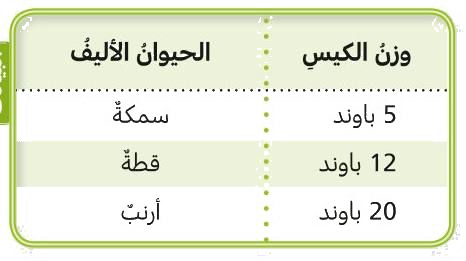 وزنُ الكيسِ الحيوانُ الأليفُ
5 باوند سمكةٌ
12 باوند قطةٌ
20 باوند أرنبٌ